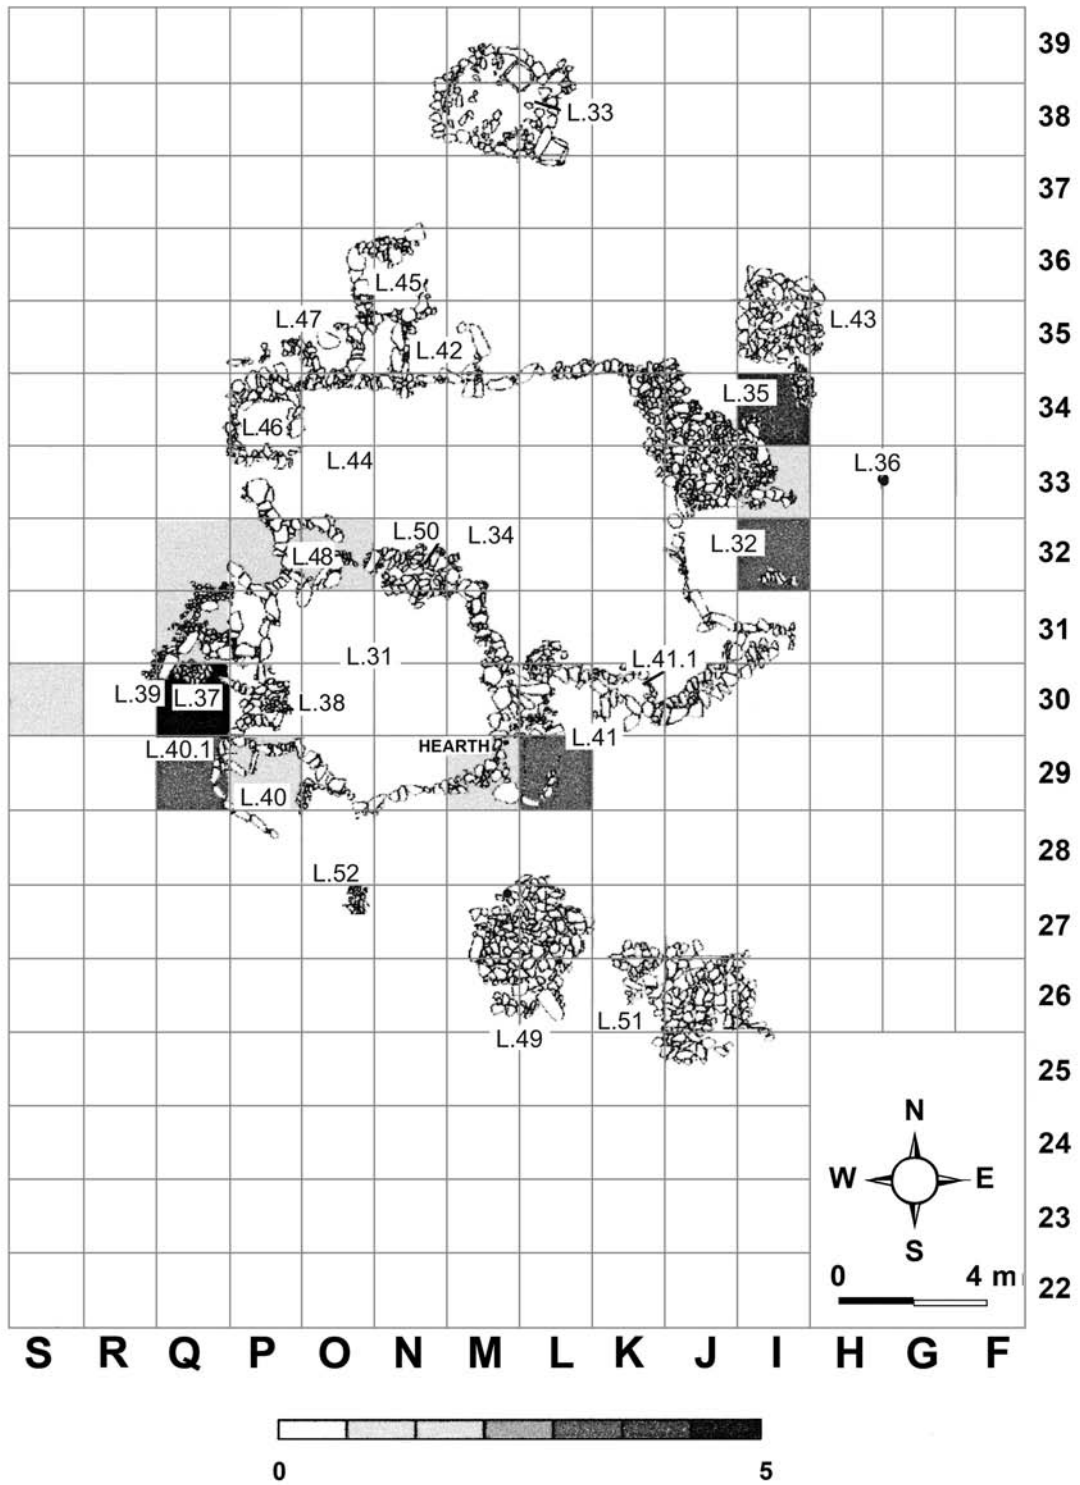 39
L.33
38
37
36
L.45
L.47
L.43
35
L.42
L.35
34
L.46
L.44
L.36
33
L.50
L.34
L.32
32
L.48
31
L.31
L.41.1
L.39
L.37
L.38
30
L.41
L.40.1
HEARTH
29
L.40
28
L.52
27
26
L.51
L.49
25
N
24
W
E
23
S
0
4 m
22
S R Q P O N M L K J I H G F
0
5